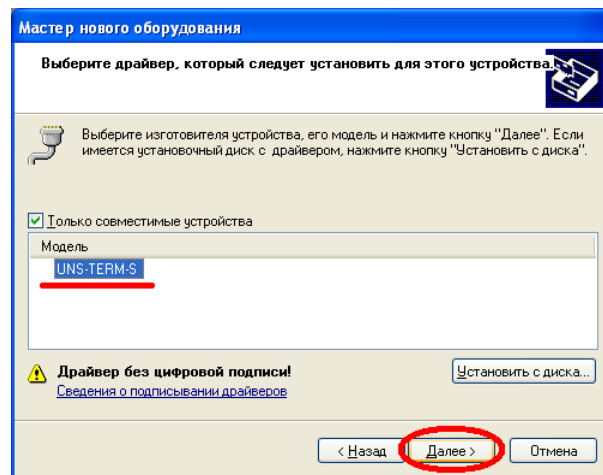 Мастер нового оборудования
Выберите драйвер, который следует установить для этого устройства.
Выберите изготовителя устройства, его модель и нажмите кнопку "Далее". Если
имеется установочный диск с драйвером, нажмите кнопку "Установить с диска".
Только совместимые устройства
Модель
UNS-TERM-S
Драйвер без цифровой подписи!
Сведения о подписывании драйверов
Установить с диска...
< Назад
Далее >
Отмена